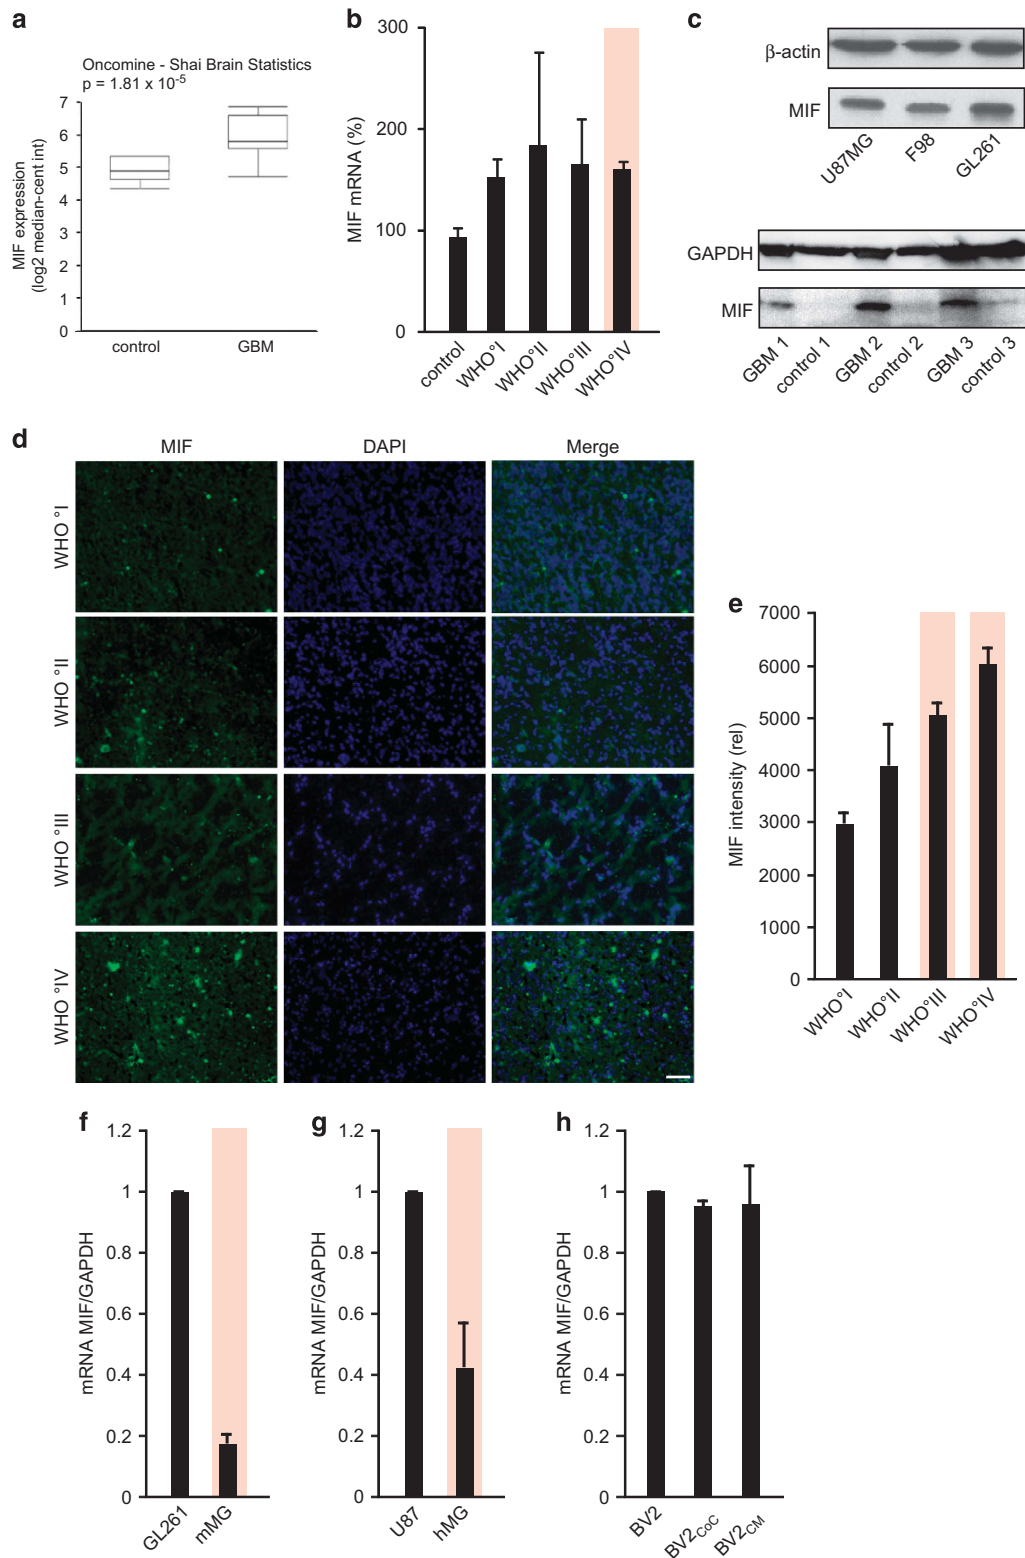 a
Oncomine - Shai Brain Statistics
p = 1.81 x 10-5
MIF expression
(log2 median-cent int)
7
6
5
4
3
2
1
0
control
GBM
b
MIF mRNA (%)
300
200
100
0
control
WHO°I
WHO°II
WHO°III
WHO°IV
c
β-actin
MIF
U87MG
F98
GL261
GAPDH
MIF
GBM 1
control 1
GBM 2
control 2
GBM 3
control 3
d
MIF
DAPI
Merge
WHO °I
WHO °II
WHO °III
WHO °IV
e
MIF intensity (rel)
7000
6000
5000
4000
3000
2000
1000
0
WHO°I
WHO°II
WHO°III
WHO°IV
f
mRNA MIF/GAPDH
1.2
1
0.8
0.6
0.4
0.2
0
GL261
mMG
g
mRNA MIF/GAPDH
1.2
1
0.8
0.6
0.4
0.2
0
U87
hMG
h
mRNA MIF/GAPDH
1.2
1
0.8
0.6
0.4
0.2
0
BV2
BV2CoC
BV2CM